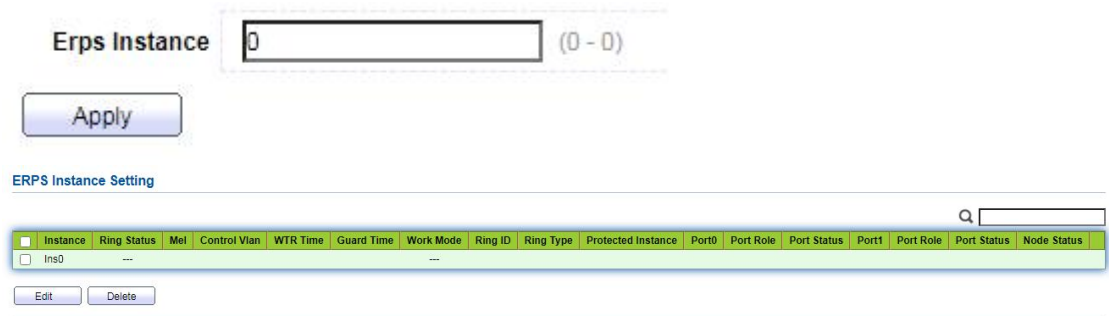 Erps Instance 0 (0 - 0)
Apply
ERPS Instance Setting
Instance Ring Status Mel Control Vlan WTR Time Guard Time Work Mode Ring ID Ring Type Protected Instance Port0 Port Role Port Status Port1 Port Role Port Status Node Status
Ins0 --- ---
Edit Delete